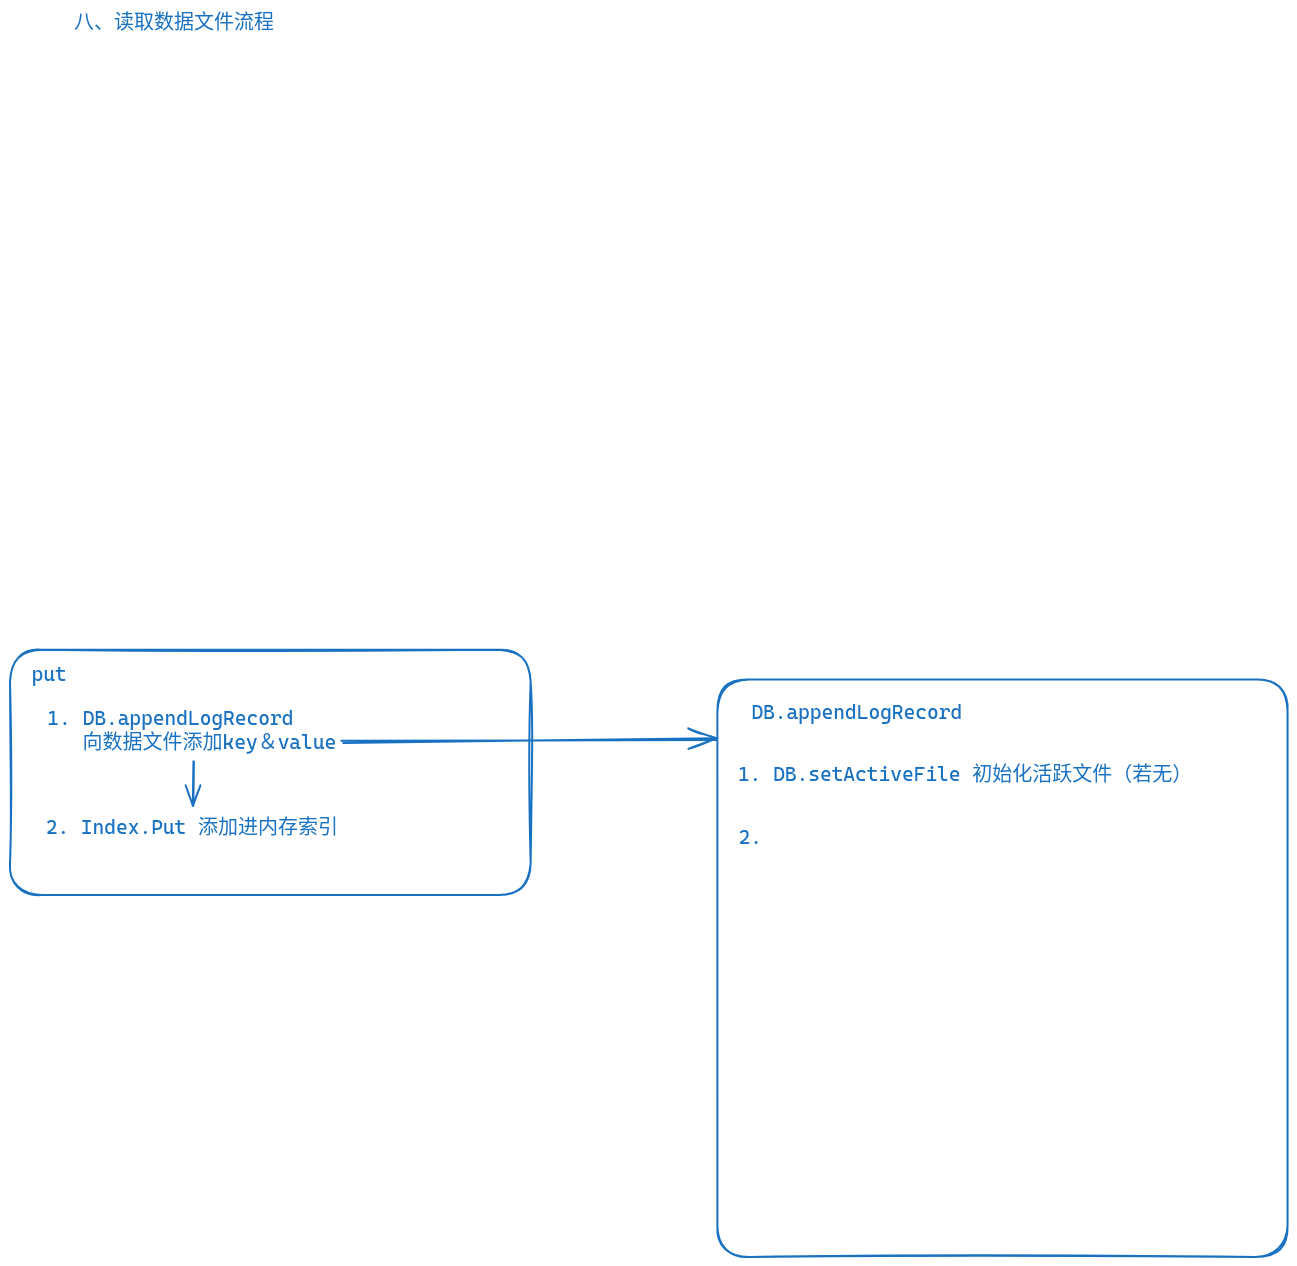 八、读取数据文件流程
put
1. DB.appendLogRecord
向数据文件添加key＆value
2. Index.Put 添加进内存索引
DB.appendLogRecord
1. DB.setActiveFile 初始化活跃文件（若无）
2.